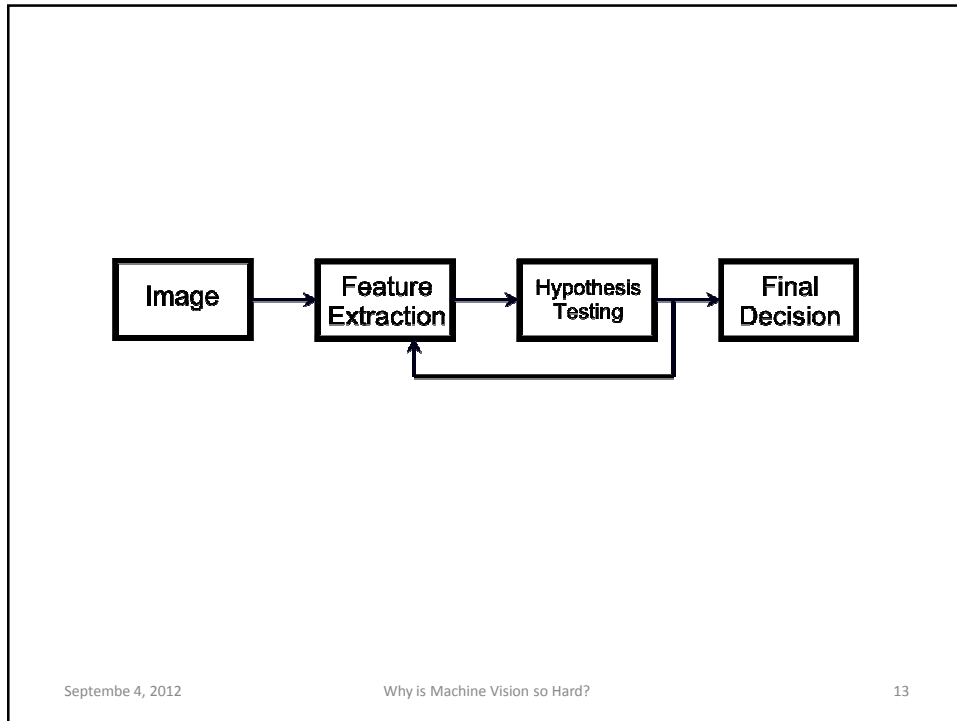 Image
Feature
Extraction
Hypothesis
Testing
Final
Decision
Septembe 4, 2012
Why is Machine Vision so Hard?
13